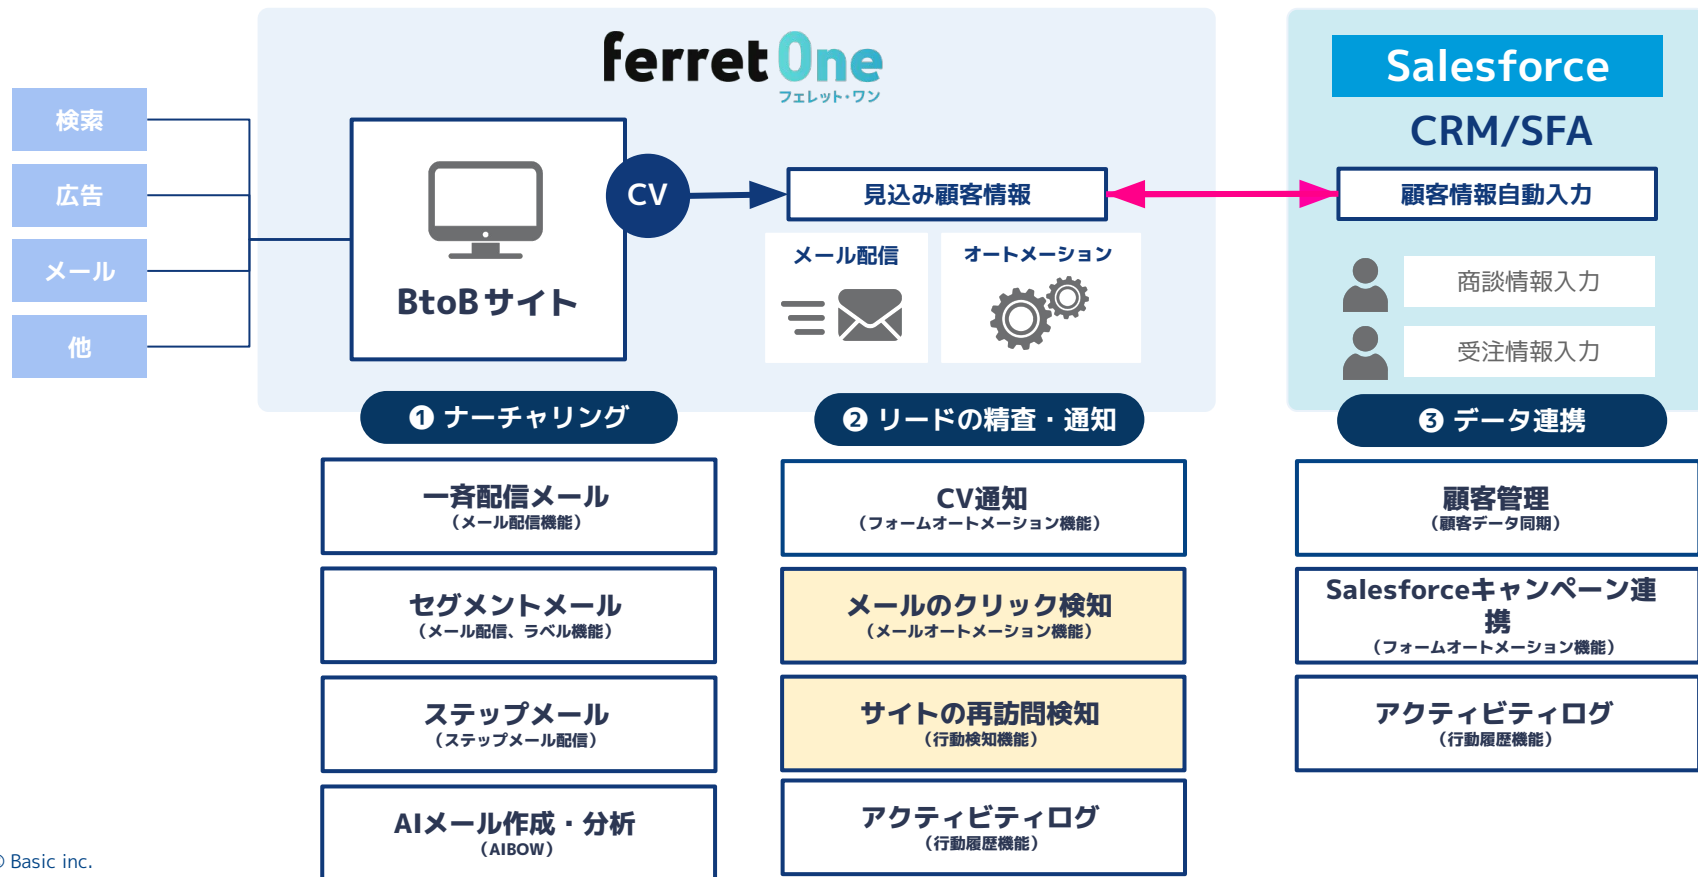 ferret One
フェレット・ワン
検索
広告
メール
他
BtoBサイト
CV
見込み顧客情報
メール配信
オートメーション
Salesforce
CRM/SFA
顧客情報自動入力
商談情報入力
受注情報入力
❶ ナーチャリング
一斉配信メール
(メール配信機能)
セグメントメール
(メール配信、ラベル機能)
ステップメール
(ステップメール配信)
AIメール作成・分析
(AIBOW)
❷ リードの精査・通知
CV通知
(フォームオートメーション機能)
メールのクリック検知
(メールオートメーション機能)
サイトの再訪問検知
(行動検知機能)
アクティビティログ
(行動履歴機能)
❸ データ連携
顧客管理
(顧客データ同期)
Salesforceキャンペーン連
携
(フォームオートメーション機能)
アクティビティログ
(行動履歴機能)
© Basic inc.